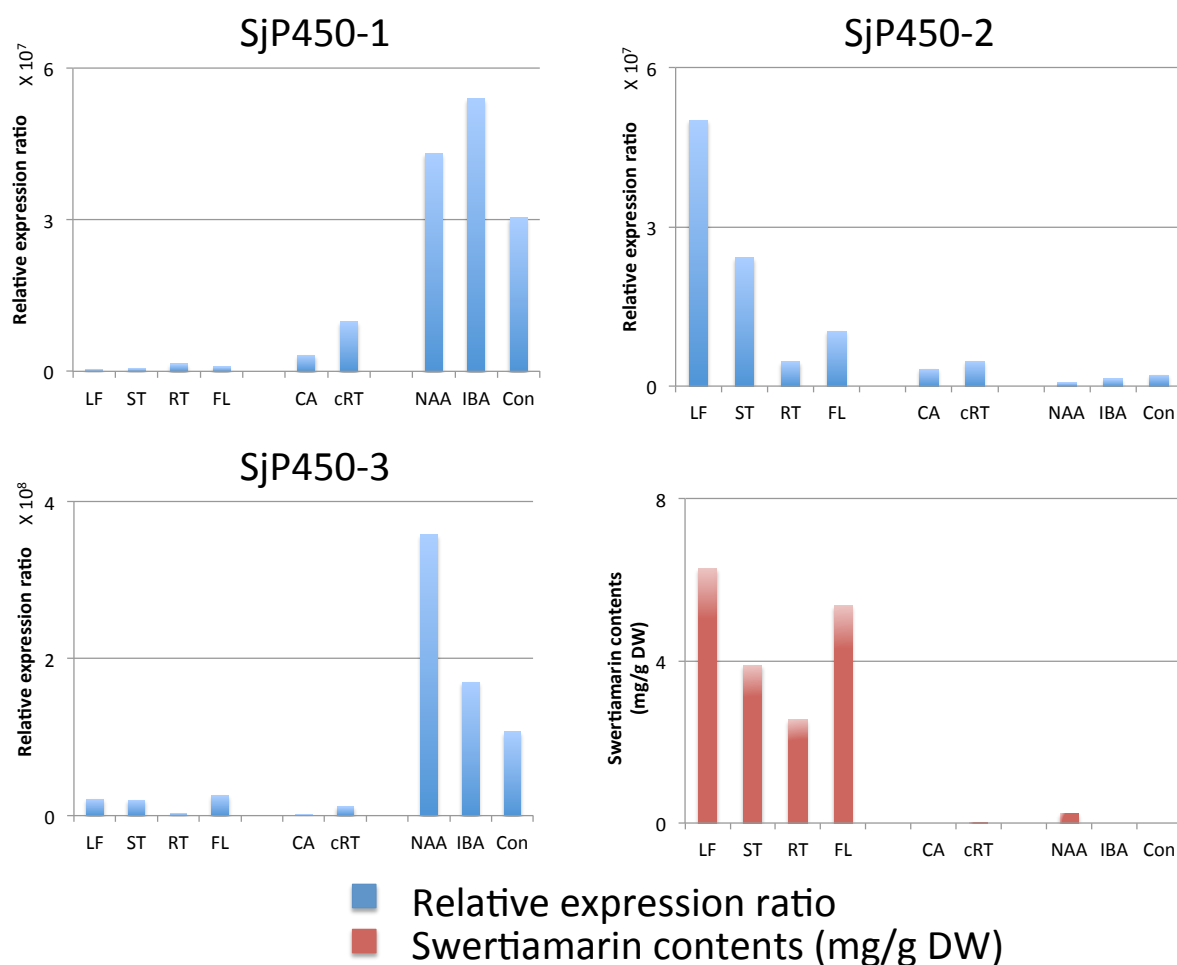 SjP450-1
X 10⁷
Relative expression ratio
6
3
0
LF ST RT FL CA cRT NAA IBA Con
SjP450-2
X 10⁷
Relative expression ratio
6
3
0
LF ST RT FL CA cRT NAA IBA Con
SjP450-3
X 10⁸
Relative expression ratio
4
2
0
LF ST RT FL CA cRT NAA IBA Con
Swertiamarin contents
(mg/g DW)
8
4
0
LF ST RT FL CA cRT NAA IBA Con
Relative expression ratio
Swertiamarin contents (mg/g DW)